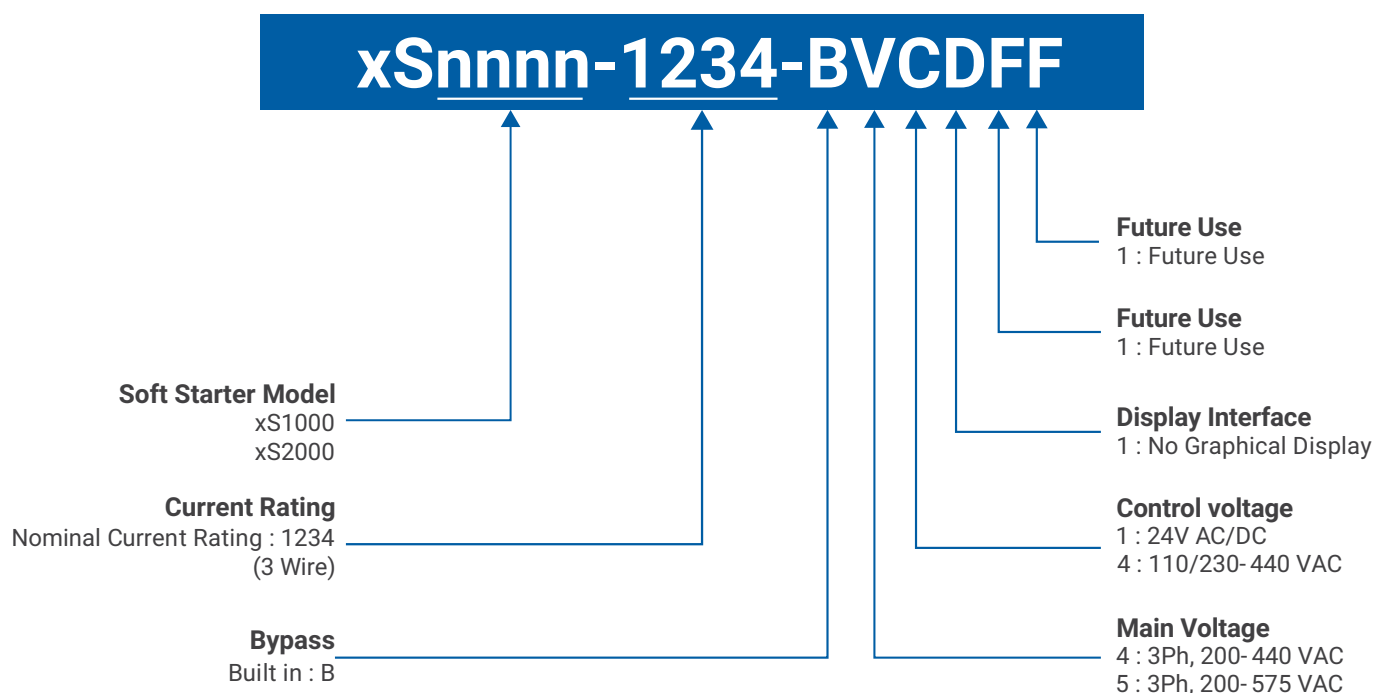 xSnnnn-1234-BVCDFF
Future Use
1 : Future Use
Future Use
1 : Future Use
Soft Starter Model
xS1000
xS2000
Display Interface
1 : No Graphical Display
Current Rating
Nominal Current Rating : 1234
(3 Wire)
Control voltage
1 : 24V AC/DC
4 : 110/230-440 VAC
Bypass
Built in : B
Main Voltage
4 : 3Ph, 200-440 VAC
5 : 3Ph, 200-575 VAC